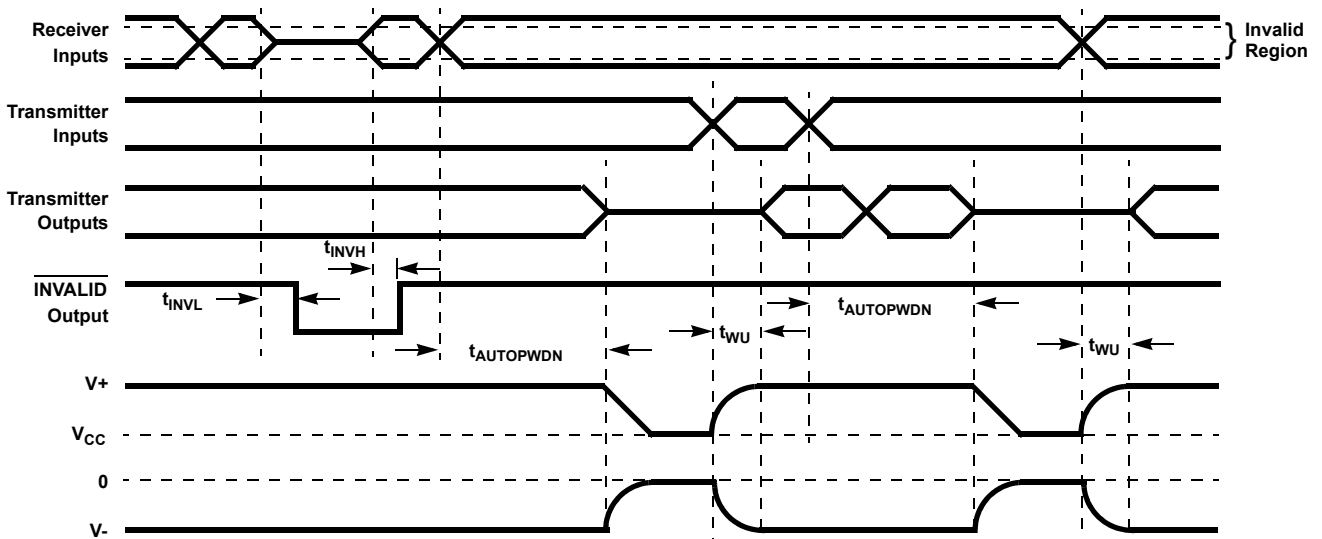 Receiver
Inputs
} Invalid
Region
Transmitter
Inputs
Transmitter
Outputs
tINVH
INVALID
Output
tINVL
tAUTOPWDN
tWU
tAUTOPWDN
tWU
V+
VCC
0
V-